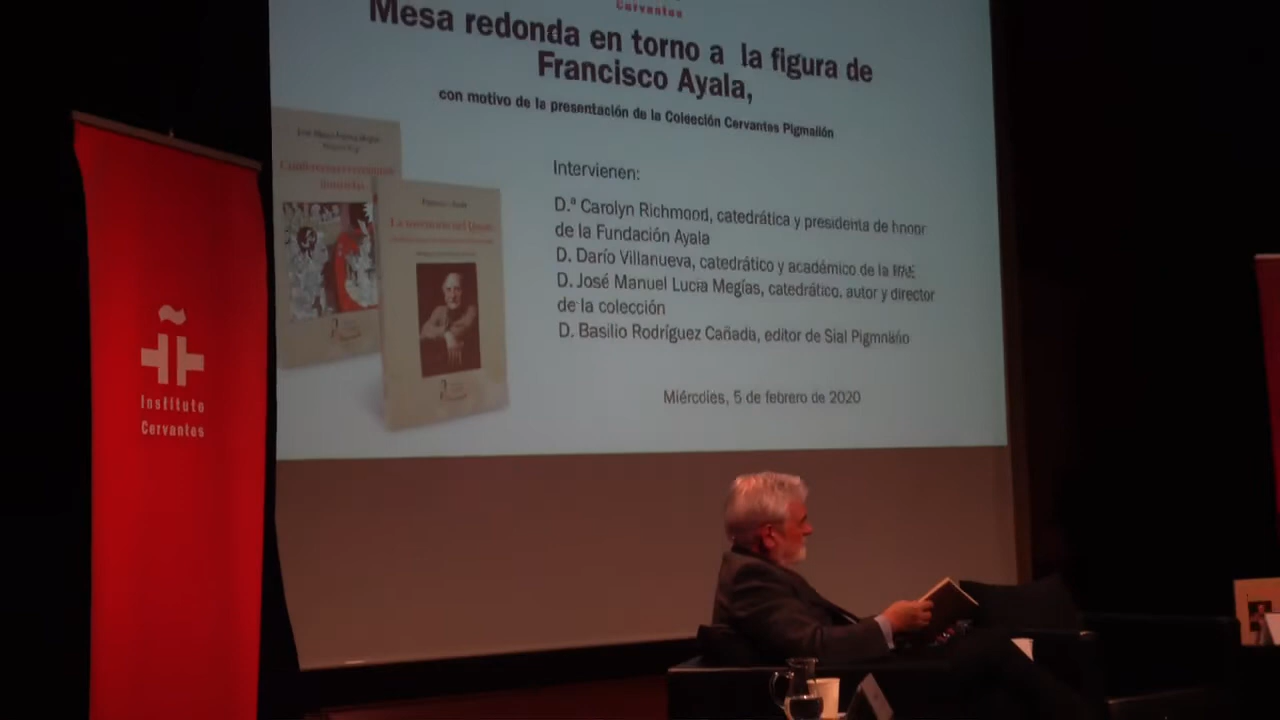 Cervantes
Mesa redonda en torno a la figura de
Francisco Ayala,
con motivo de la presentación de la Colección Cervantes Pigmalión
Intervienen:
D.ª Carolyn Richmond, catedrática y presidenta de honor
de la Fundación Ayala
D. Darío Villanueva, catedrático y académico de la RAE
D. José Manuel Lucía Megías, catedrático, autor y director
de la colección
D. Basilio Rodríguez Cañada, editor de Sial Pigmalión
Miércoles, 5 de febrero de 2020
Francisco Ayala
Instituto
Cervantes